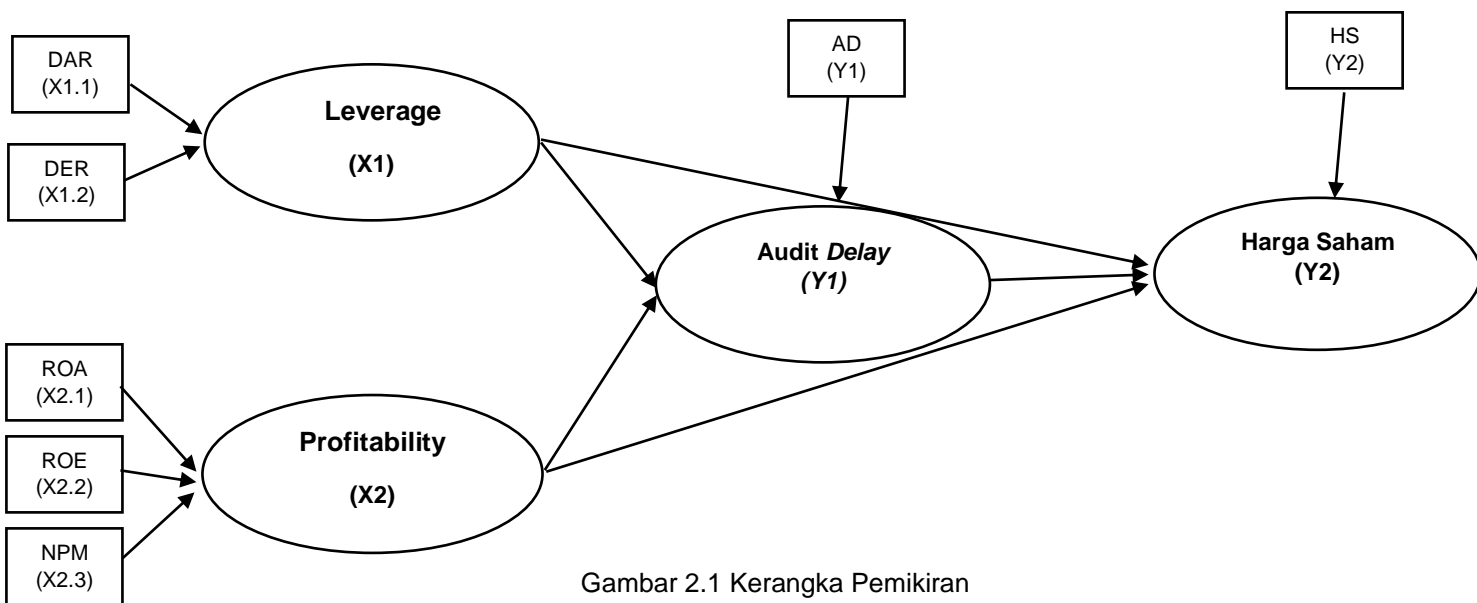 DAR
(X1.1)
DER
(X1.2)
Leverage
(X1)
AD
(Y1)
HS
(Y2)
Audit Delay
(Y1)
Harga Saham
(Y2)
ROA
(X2.1)
ROE
(X2.2)
NPM
(X2.3)
Profitability
(X2)
Gambar 2.1 Kerangka Pemikiran